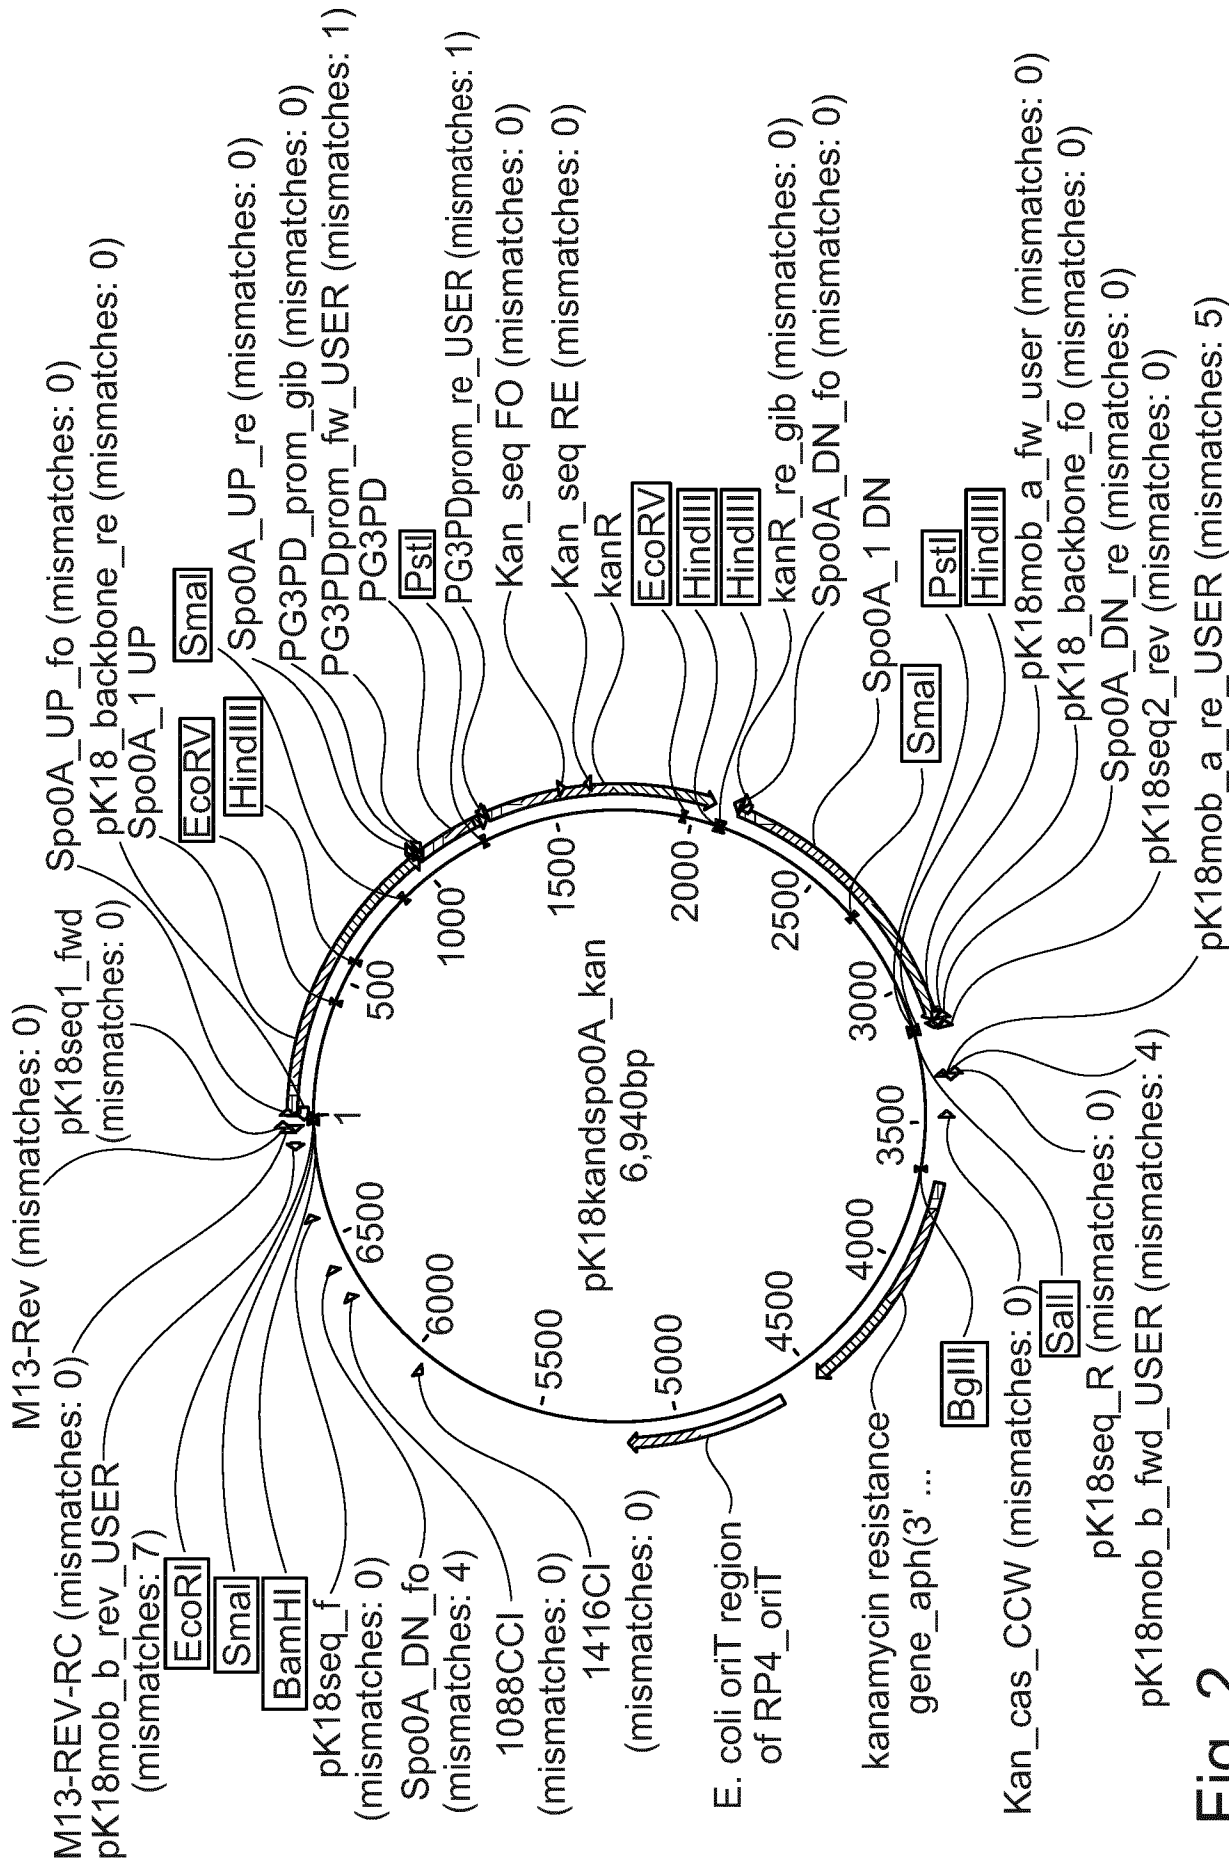 M13-Rev (mismatches: 0)
pK18seq1_fwd
(mismatches: 0)
Spo0A_UP_fo (mismatches: 0)
pK18_backbone_re (mismatches: 0)
Spo0A_1 UP
EcoRV
HindIII
SmaI
Spo0A_UP_re (mismatches: 0)
PG3PD_prom_gib (mismatches: 0)
PG3PDprom_fw_USER (mismatches: 1)
PG3PD
PstI
PG3PDprom_re_USER (mismatches: 1)
Kan_seq FO (mismatches: 0)
Kan_seq RE (mismatches: 0)
kanR
EcoRV
HindIII
HindIII
kanR_re_gib (mismatches: 0)
Spo0A_DN_fo (mismatches: 0)
Spo0A_1 DN
SmaI
PstI
HindIII
pK18mob_a_fw_user (mismatches: 0)
pK18_backbone_fo (mismatches: 0)
Spo0A_DN_re (mismatches: 0)
pK18seq2_rev (mismatches: 0)
pK18mob_a_re_USER (mismatches: 5)
M13-REV-RC (mismatches: 0)
pK18mob_b_rev_USER
(mismatches: 7)
EcoRI
SmaI
BamHI
pK18seq_f
(mismatches: 0)
Spo0A_DN_fo
(mismatches: 4)
1088CCI
(mismatches: 0)
1416CI
(mismatches: 0)
E. coli oriT region
of RP4_oriT
kanamycin resistance
gene_aph(3' ...
BglII
Kan_cas_CCW (mismatches: 0)
SalI
pK18seq_R (mismatches: 0)
pK18mob_b_fwd_USER (mismatches: 4)
1
500
1000
1500
2000
2500
3000
3500
4000
4500
5000
5500
6000
6500
pK18kandspo0A_kan
6,940bp
Fig. 2